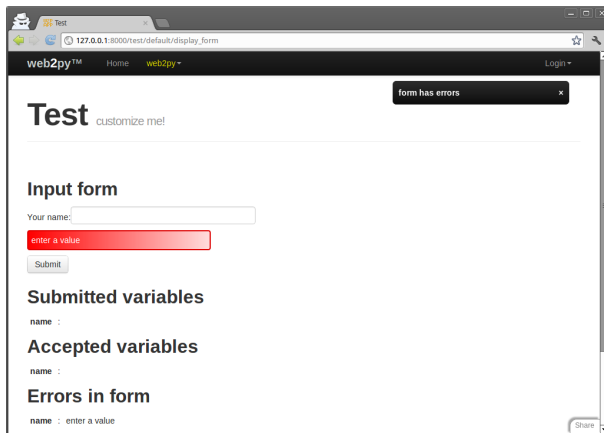 Test
127.0.0.1:8000/test/default/display_form
web2py™ Home web2py Login
form has errors ×
Test customize me!
Input form
Your name:
enter a value
Submit
Submitted variables
name :
Accepted variables
name :
Errors in form
name : enter a value
Share